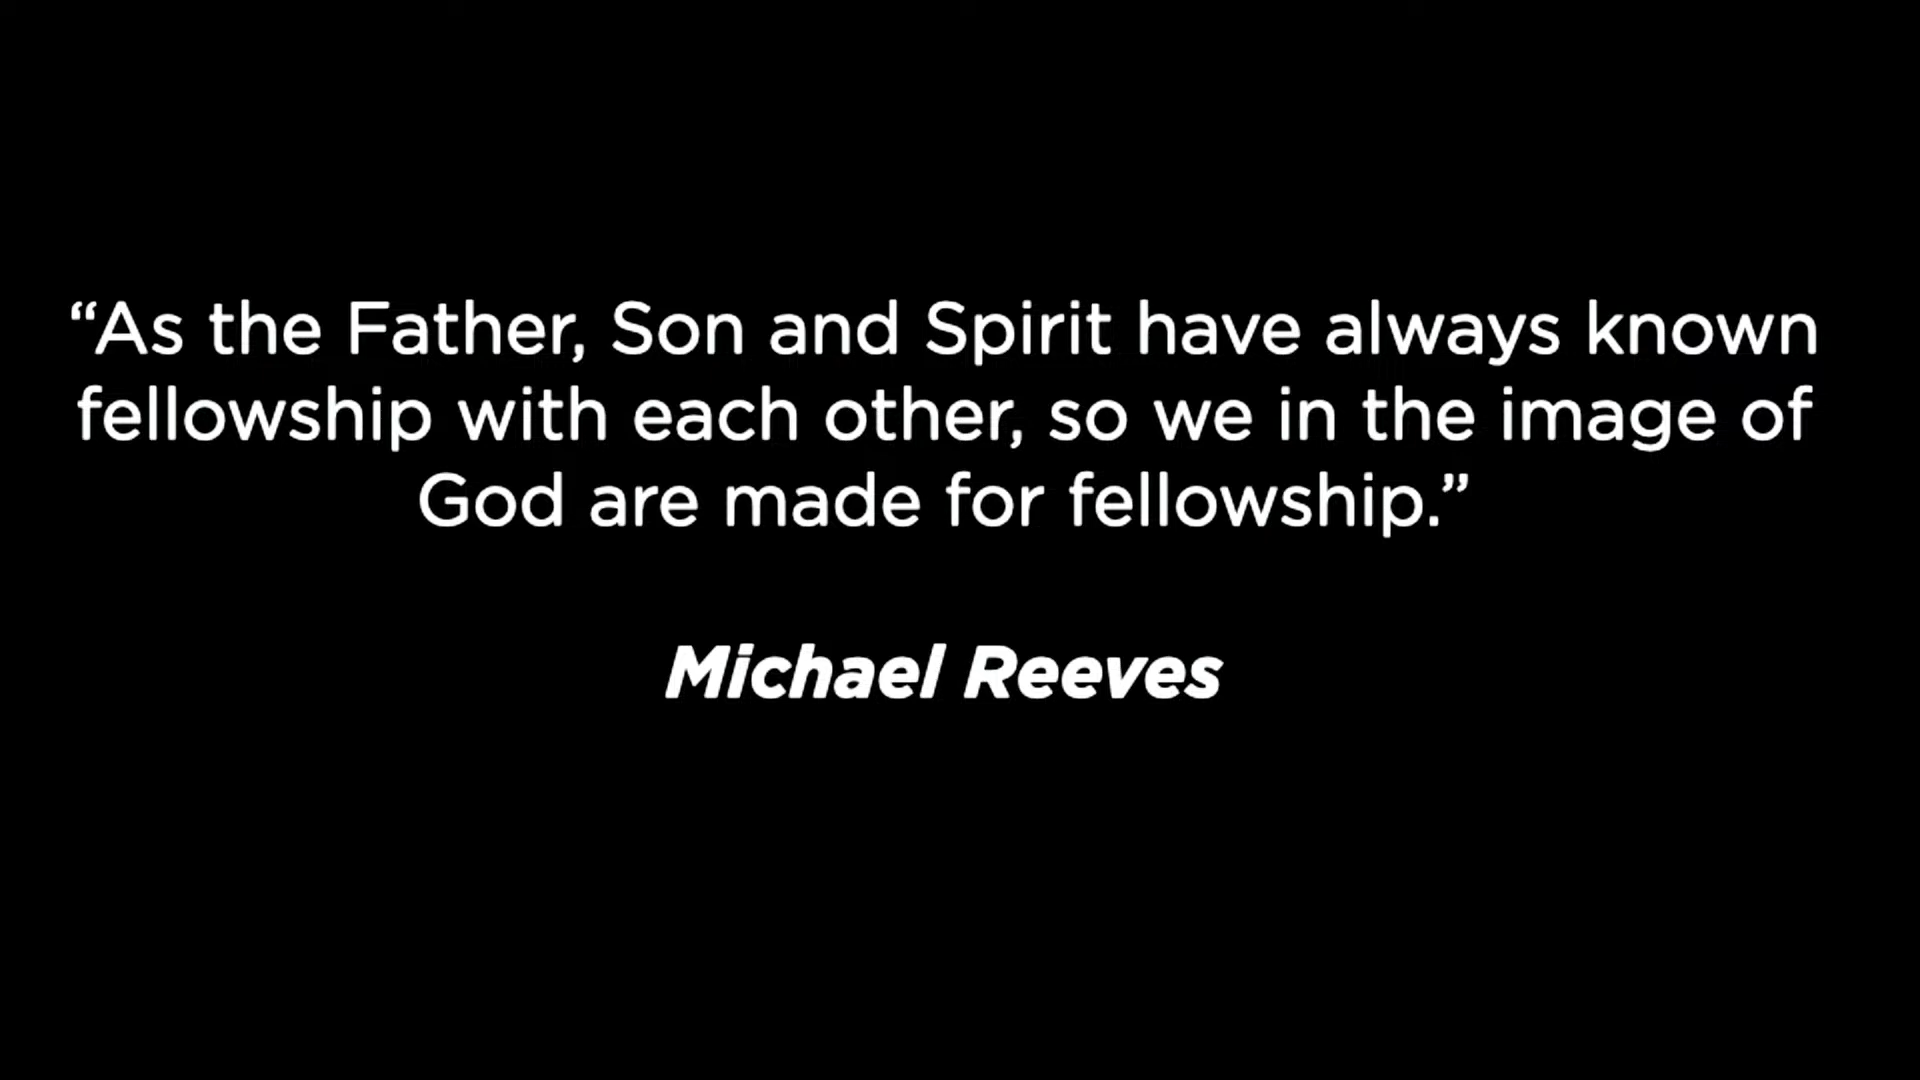 “As the Father, Son and Spirit have always known
fellowship with each other, so we in the image of
God are made for fellowship.”
Michael Reeves